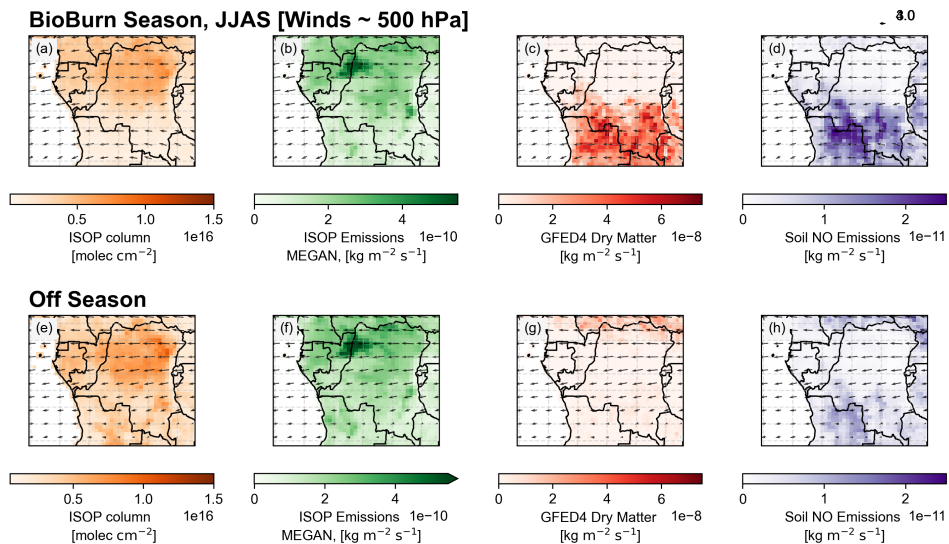 BioBurn Season, JJAS [Winds ~ 500 hPa]
(a) (b) (c) (d)
0.5 1.0 1.5
1e16
ISOP column
[molec cm−2]
0 2 4
1e−10
ISOP Emissions
MEGAN, [kg m−2 s−1]
0 2 4 6
1e−8
GFED4 Dry Matter
[kg m−2 s−1]
0 1 2
1e−11
Soil NO Emissions
[kg m−2 s−1]
Off Season
(e) (f) (g) (h)
0.5 1.0 1.5
1e16
ISOP column
[molec cm−2]
0 2 4
1e−10
ISOP Emissions
MEGAN, [kg m−2 s−1]
0 2 4 6
1e−8
GFED4 Dry Matter
[kg m−2 s−1]
0 1 2
1e−11
Soil NO Emissions
[kg m−2 s−1]